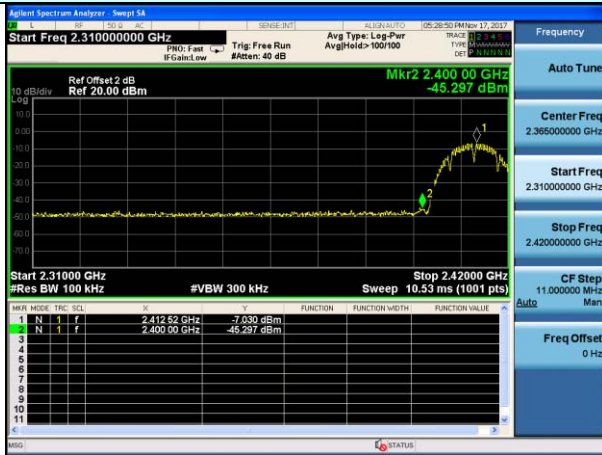 Agilent Spectrum Analyzer - Swept SA
L RF 50 Ω AC SENSE:INT ALIGN AUTO 05:28:50 PM Nov 17, 2017
Start Freq 2.310000000 GHz
PNO: Fast
IFGain:Low
Trig: Free Run
#Atten: 40 dB
Avg Type: Log-Pwr
Avg|Hold:>100/100
TRACE 1 2 3 4 5 6
TYPE
DET P N N N N N
Ref Offset 2 dB
10 dB/div Ref 20.00 dBm
Log
Mkr2 2.400 00 GHz
-45.297 dBm
10.0
0.00
-10.0
-20.0
-30.0
-40.0
-50.0
-60.0
-70.0
1
2
Start 2.31000 GHz Stop 2.42000 GHz
#Res BW 100 kHz #VBW 300 kHz Sweep 10.53 ms (1001 pts)
MKR MODE TRC SCL X Y FUNCTION FUNCTION WIDTH FUNCTION VALUE
1 N 1 f 2.412 52 GHz -7.030 dBm
2 N 1 f 2.400 00 GHz -45.297 dBm
3
4
5
6
7
8
9
10
11
MSG STATUS
Frequency
Auto Tune
Center Freq
2.365000000 GHz
Start Freq
2.310000000 GHz
Stop Freq
2.420000000 GHz
CF Step
11.000000 MHz
Auto Man
Freq Offset
0 Hz